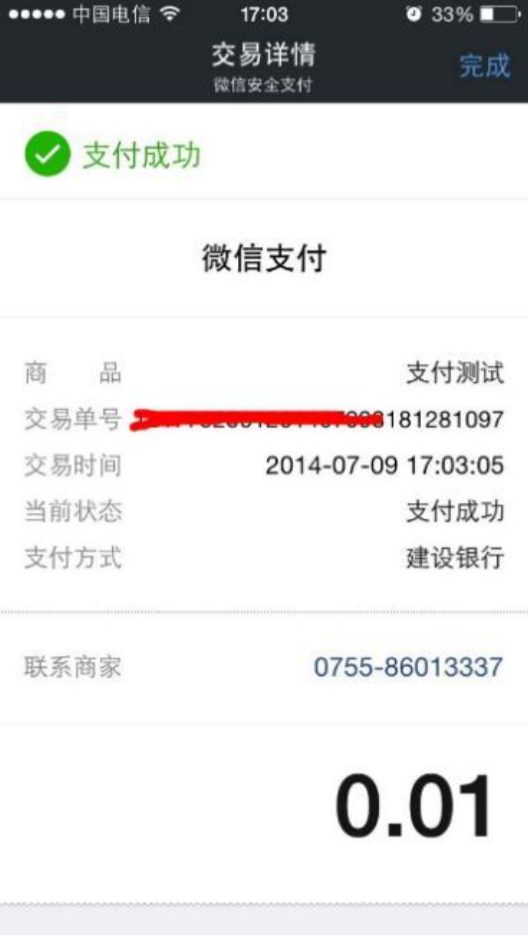 中国电信 17:03 33%
交易详情
微信安全支付
完成
支付成功
微信支付
商 品 支付测试
交易单号 181281097
交易时间 2014-07-09 17:03:05
当前状态 支付成功
支付方式 建设银行
联系商家 0755-86013337
0.01